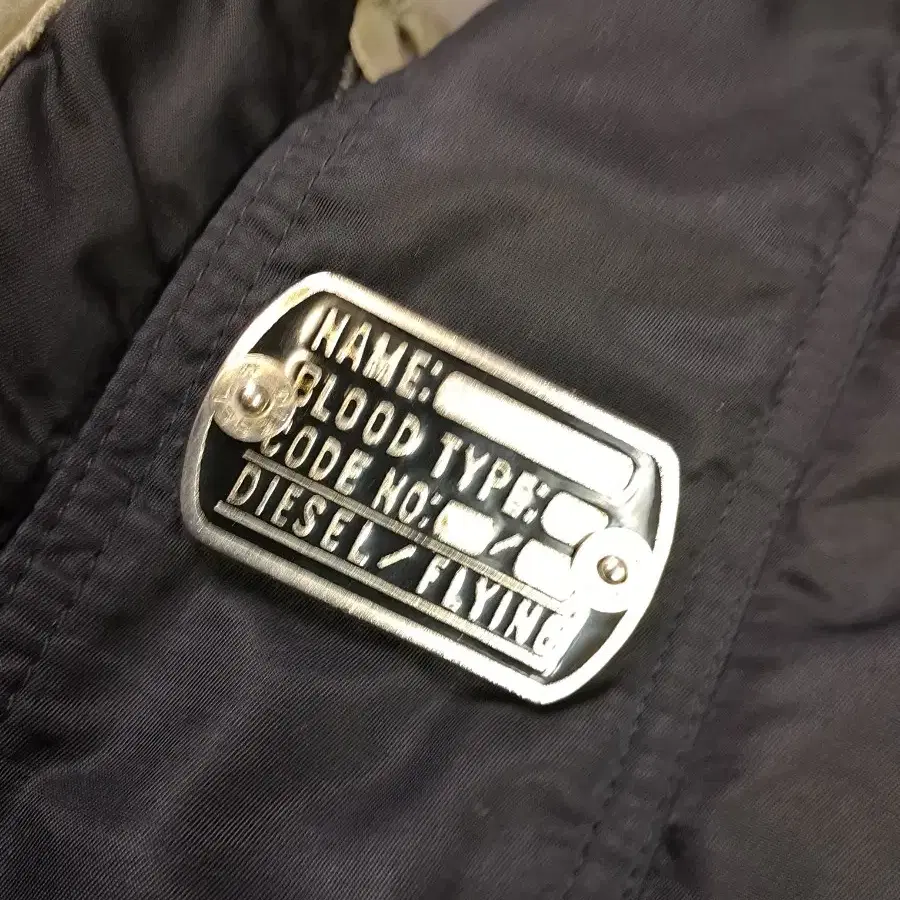 NAME:
BLOOD TYPE:
CODE NO: /
DIESEL/FLYING